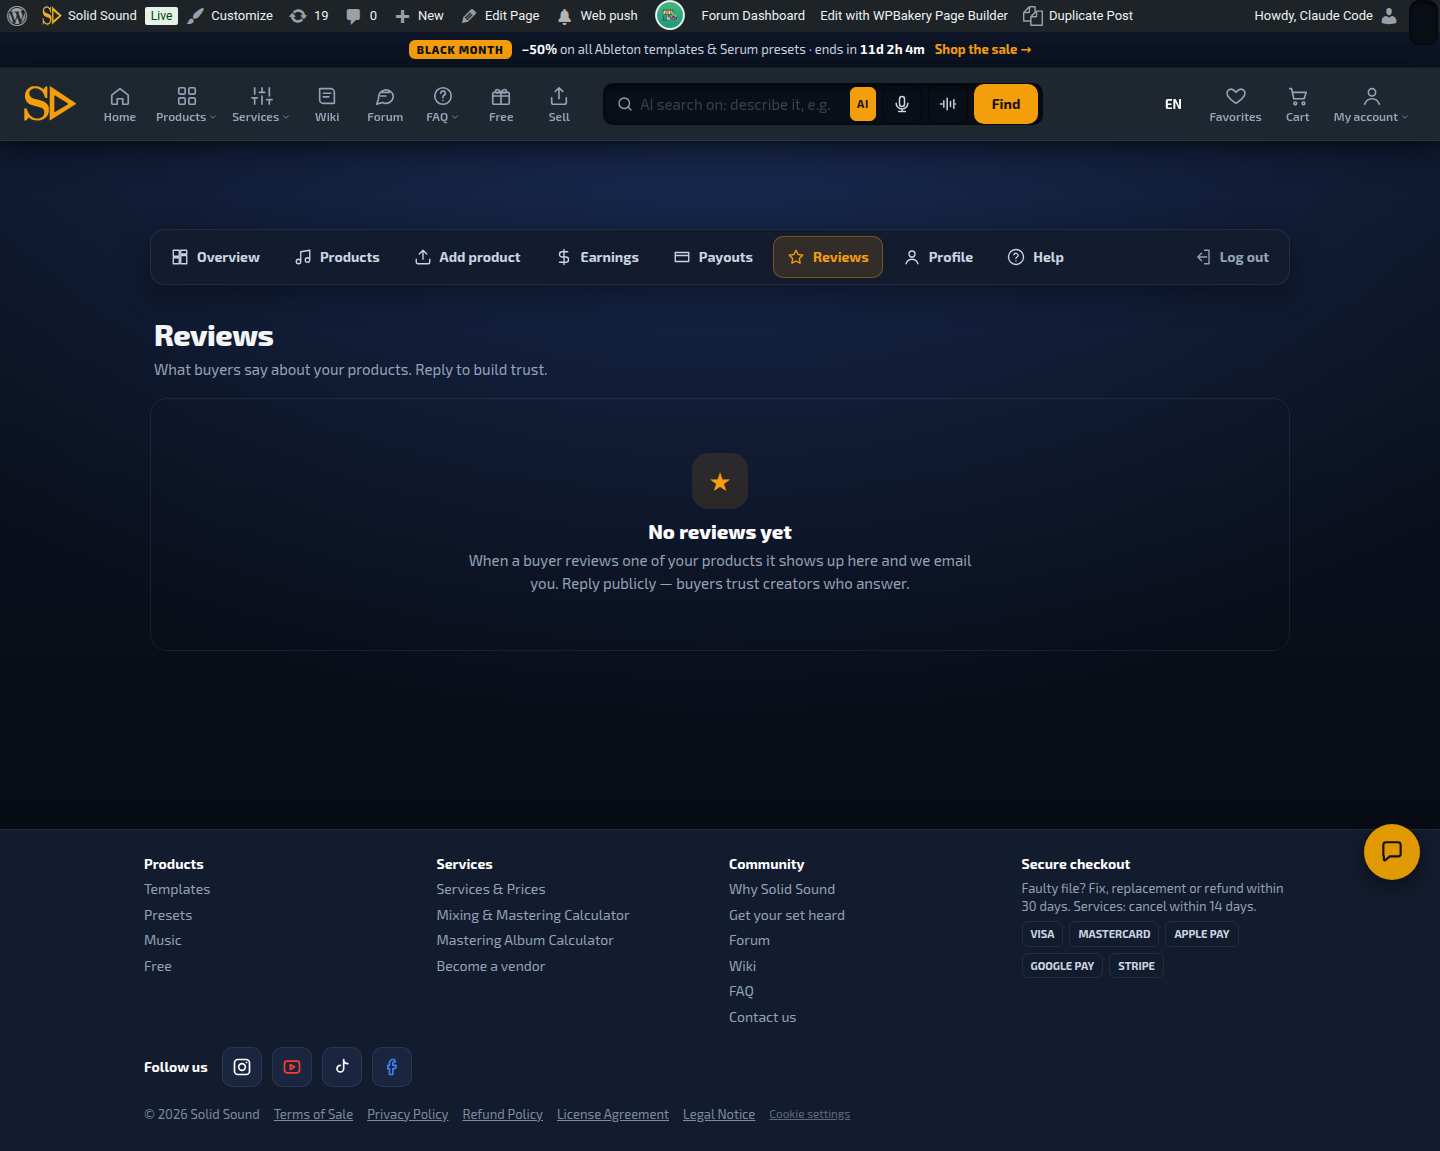 Solid Sound Live Customize 19 0 New Edit Page Web push Forum Dashboard Edit with WPBakery Page Builder Duplicate Post Howdy, Claude Code
BLACK MONTH −50% on all Ableton templates & Serum presets · ends in 11d 2h 4m Shop the sale →
SD
Home Products Services Wiki Forum FAQ Free Sell
AI search on: describe it, e.g. AI Find
EN Favorites Cart My account
Overview Products Add product Earnings Payouts Reviews Profile Help Log out
Reviews
What buyers say about your products. Reply to build trust.
No reviews yet
When a buyer reviews one of your products it shows up here and we email
you. Reply publicly — buyers trust creators who answer.
Products
Templates
Presets
Music
Free
Services
Services & Prices
Mixing & Mastering Calculator
Mastering Album Calculator
Become a vendor
Community
Why Solid Sound
Get your set heard
Forum
Wiki
FAQ
Contact us
Secure checkout
Faulty file? Fix, replacement or refund within
30 days. Services: cancel within 14 days.
VISA MASTERCARD APPLE PAY
GOOGLE PAY STRIPE
Follow us
© 2026 Solid Sound Terms of Sale Privacy Policy Refund Policy License Agreement Legal Notice Cookie settings